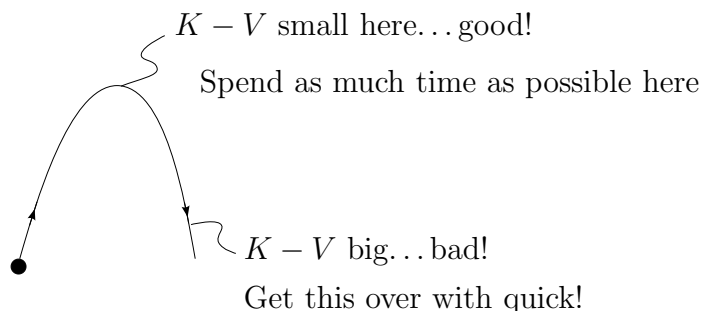 K − V small here...good!
Spend as much time as possible here
K − V big...bad!
Get this over with quick!